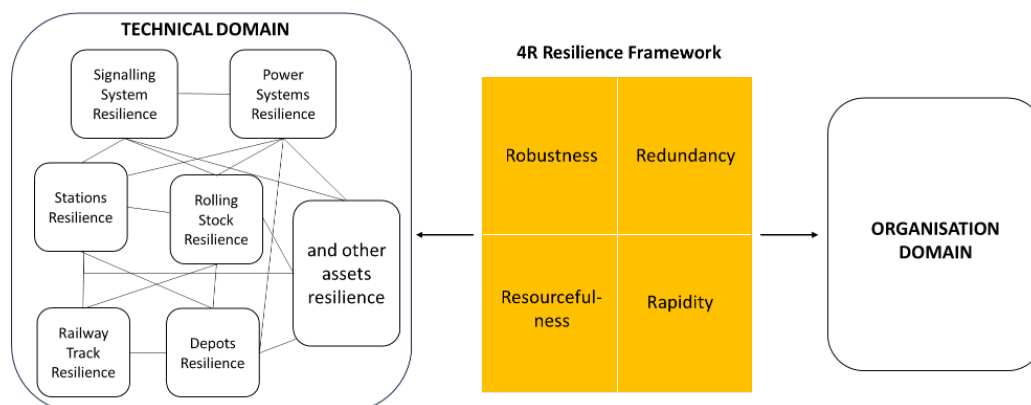 TECHNICAL DOMAIN
Signalling
System
Resilience
Power
Systems
Resilience
Stations
Resilience
Rolling
Stock
Resilience
and other
assets
resilience
Railway
Track
Resilience
Depots
Resilience
4R Resilience Framework
Robustness
Redundancy
Resourceful-
ness
Rapidity
ORGANISATION
DOMAIN